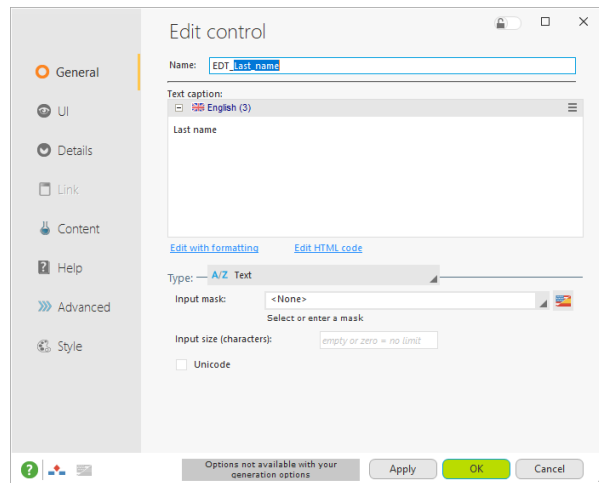 Edit control
Name: EDT_Last_name
General
Text caption:
English (3)
UI
Last name
Details
Link
Content
Edit with formatting Edit HTML code
Help
Type: A/Z Text
Input mask: <None>
Advanced
Select or enter a mask
Input size (characters): empty or zero = no limit
Style
Unicode
Options not available with your
generation options
? Apply OK Cancel